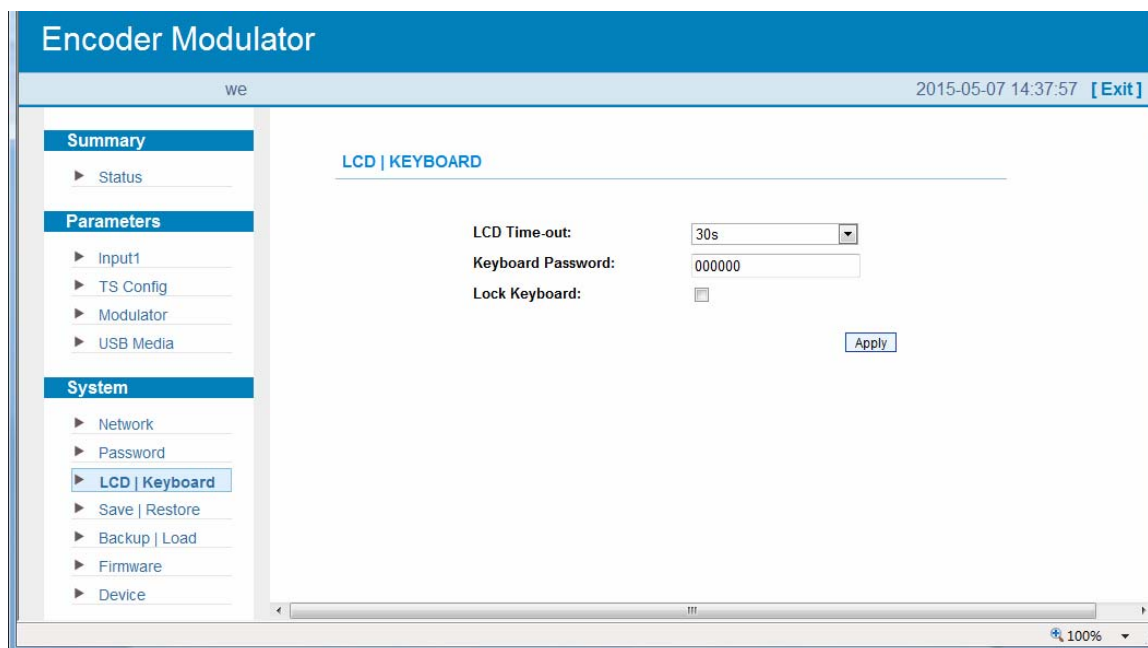 Encoder Modulator
we
2015-05-07 14:37:57 [Exit]
Summary
Status
Parameters
Input1
TS Config
Modulator
USB Media
System
Network
Password
LCD | Keyboard
Save | Restore
Backup | Load
Firmware
Device
LCD | KEYBOARD
LCD Time-out: 30s
Keyboard Password: 000000
Lock Keyboard:
Apply
100%